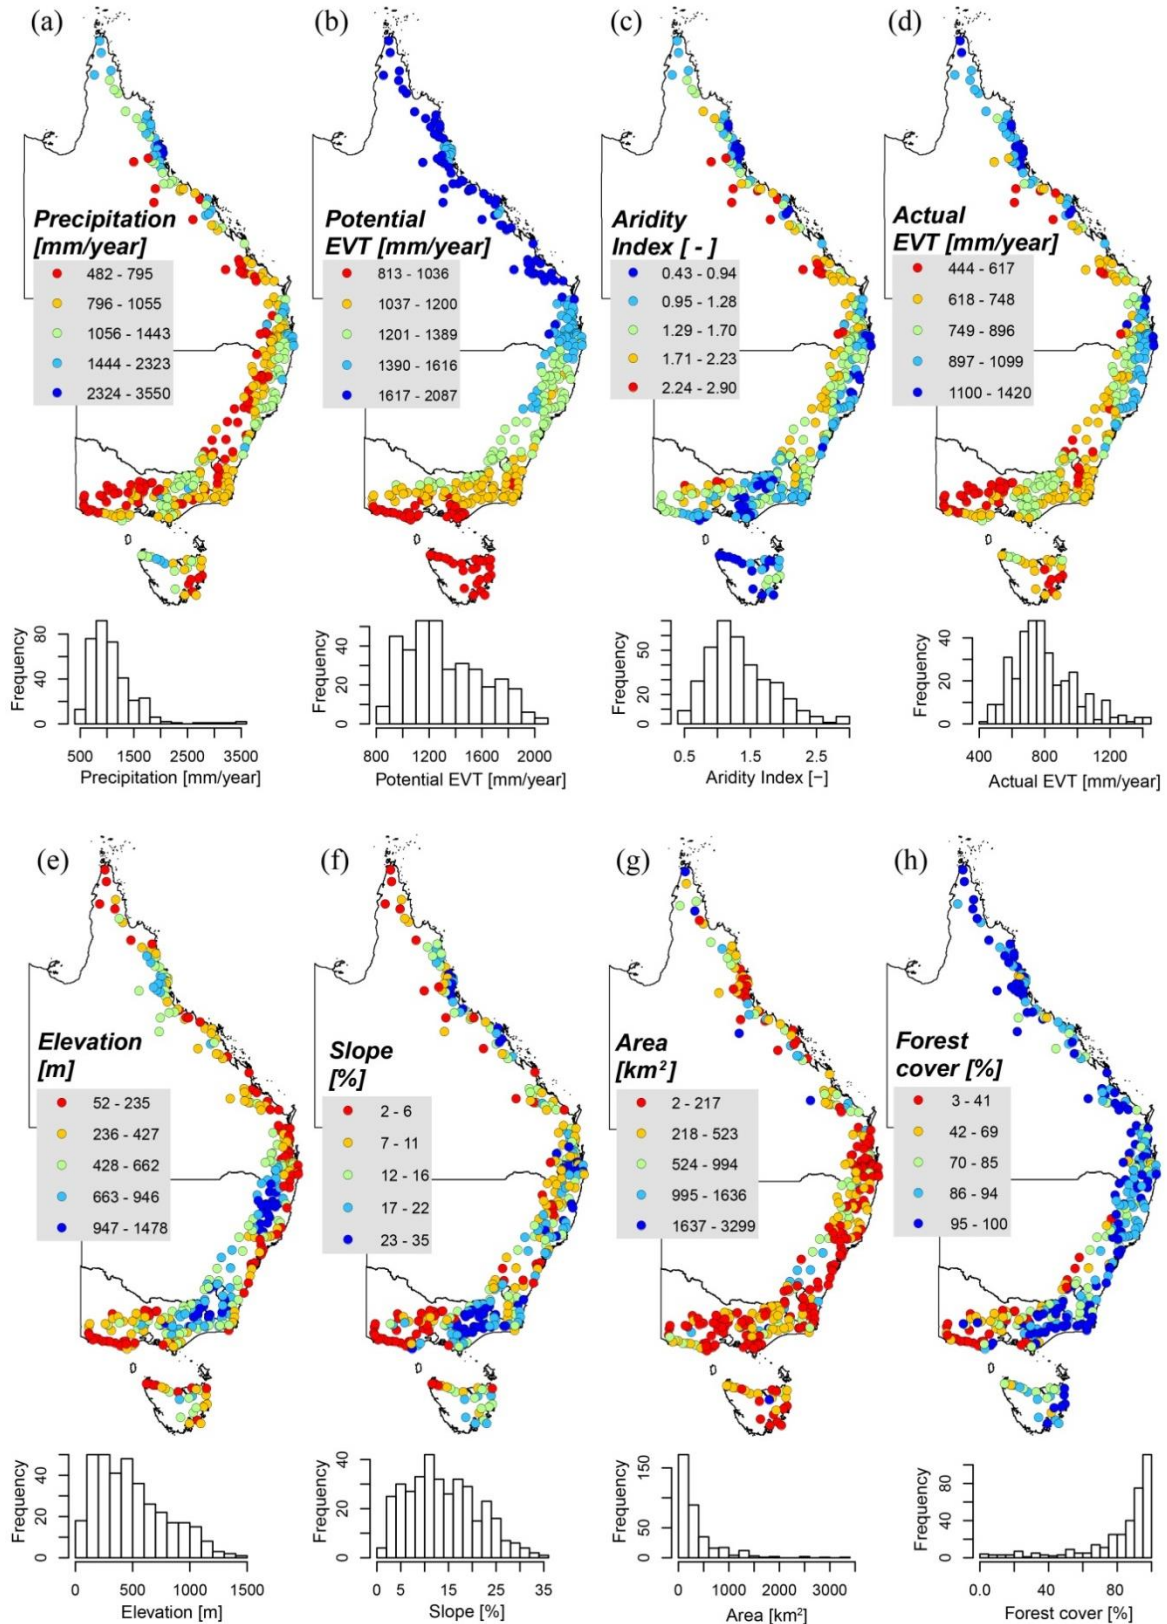 (a) (b) (c) (d)
Precipitation
[mm/year]
482 - 795
796 - 1055
1056 - 1443
1444 - 2323
2324 - 3550
Potential
EVT [mm/year]
813 - 1036
1037 - 1200
1201 - 1389
1390 - 1616
1617 - 2087
Aridity
Index [ - ]
0.43 - 0.94
0.95 - 1.28
1.29 - 1.70
1.71 - 2.23
2.24 - 2.90
Actual
EVT [mm/year]
444 - 617
618 - 748
749 - 896
897 - 1099
1100 - 1420
Frequency
0 40 80
500 1500 2500 3500
Precipitation [mm/year]
Frequency
0 20 40
800 1200 1600 2000
Potential EVT [mm/year]
Frequency
0 20 50
0.5 1.5 2.5
Aridity Index [−]
Frequency
0 20 40
400 800 1200
Actual EVT [mm/year]
(e) (f) (g) (h)
Elevation
[m]
52 - 235
236 - 427
428 - 662
663 - 946
947 - 1478
Slope
[%]
2 - 6
7 - 11
12 - 16
17 - 22
23 - 35
Area
[km²]
2 - 217
218 - 523
524 - 994
995 - 1636
1637 - 3299
Forest
cover [%]
3 - 41
42 - 69
70 - 85
86 - 94
95 - 100
Frequency
0 20 40
0 500 1000 1500
Elevation [m]
Frequency
0 20 40
0 5 15 25 35
Slope [%]
Frequency
0 50 150
0 1000 2000 3000
Area [km²]
Frequency
0 40 80
0.0 40 80
Forest cover [%]